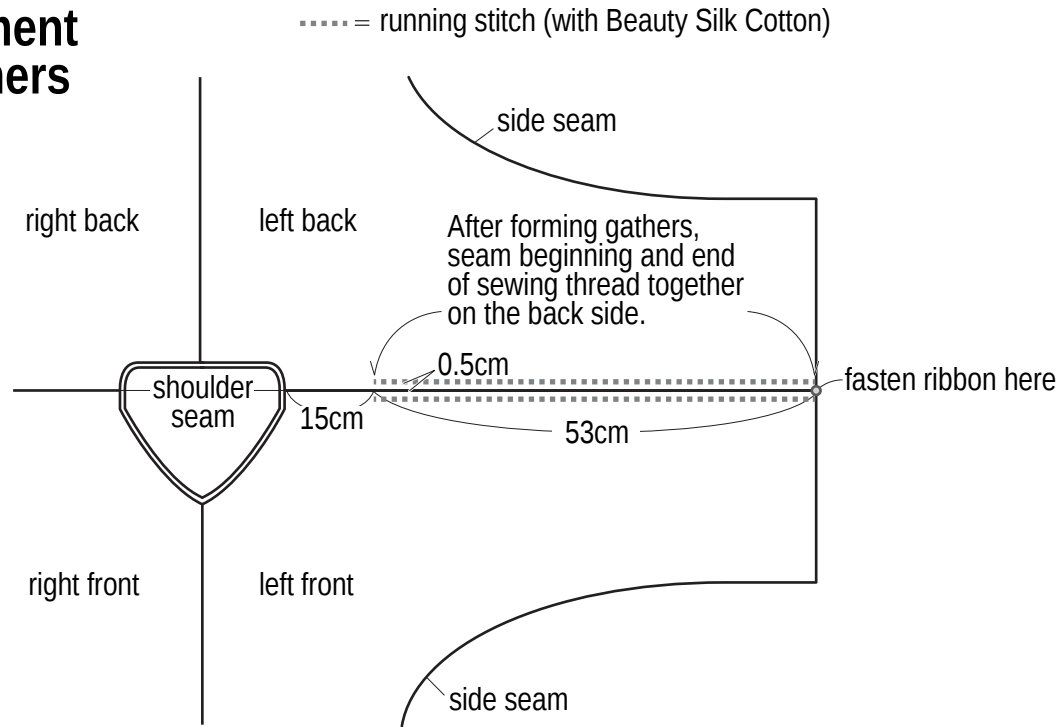 = running stitch (with Beauty Silk Cotton)
side seam
right back
left back
After forming gathers,
seam beginning and end
of sewing thread together
on the back side.
0.5cm
fasten ribbon here
shoulder
seam
15cm
53cm
right front
left front
side seam